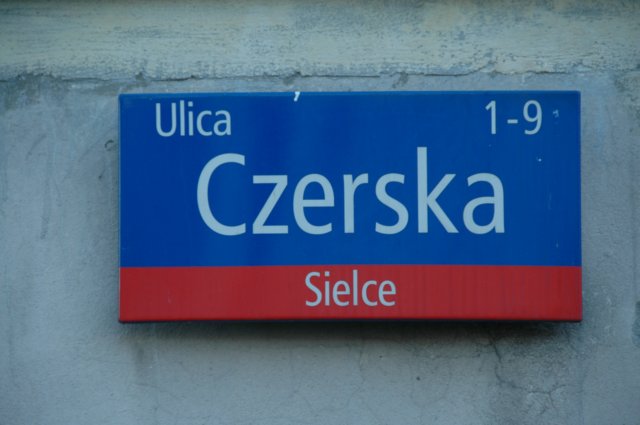 Ulica 1-9
Czerska
Sielce